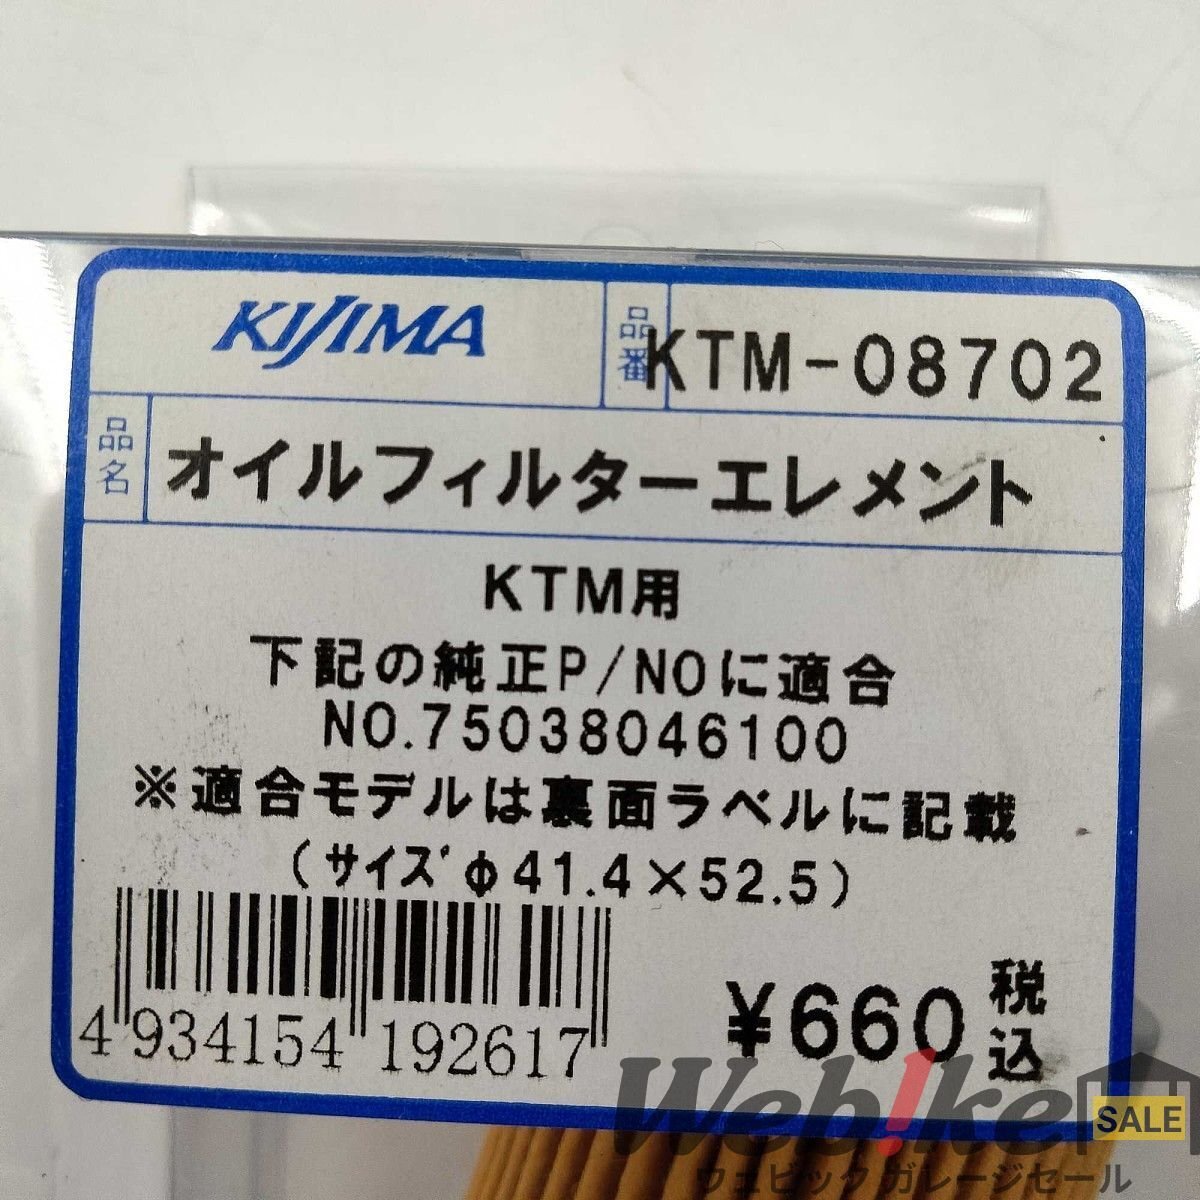 KIJIMA
品番
KTM-08702
品名
オイルフィルターエレメント
KTM用
下記の純正P/NOに適合
NO.75038046100
※適合モデルは裏面ラベルに記載
(サイズφ41.4×52.5)
4 934154 192617
¥660 税込
Webike
SALE
ウェビック ガレージセール